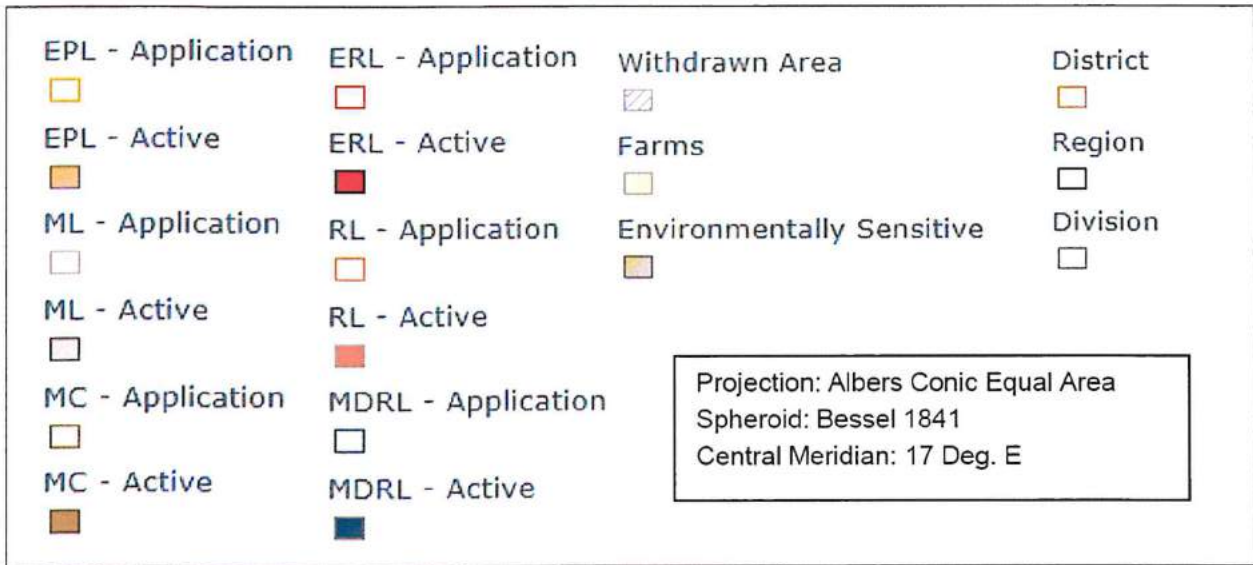 EPL - Application
EPL - Active
ML - Application
ML - Active
MC - Application
MC - Active
ERL - Application
ERL - Active
RL - Application
RL - Active
MDRL - Application
MDRL - Active
Withdrawn Area
Farms
Environmentally Sensitive
District
Region
Division
Projection: Albers Conic Equal Area
Spheroid: Bessel 1841
Central Meridian: 17 Deg. E